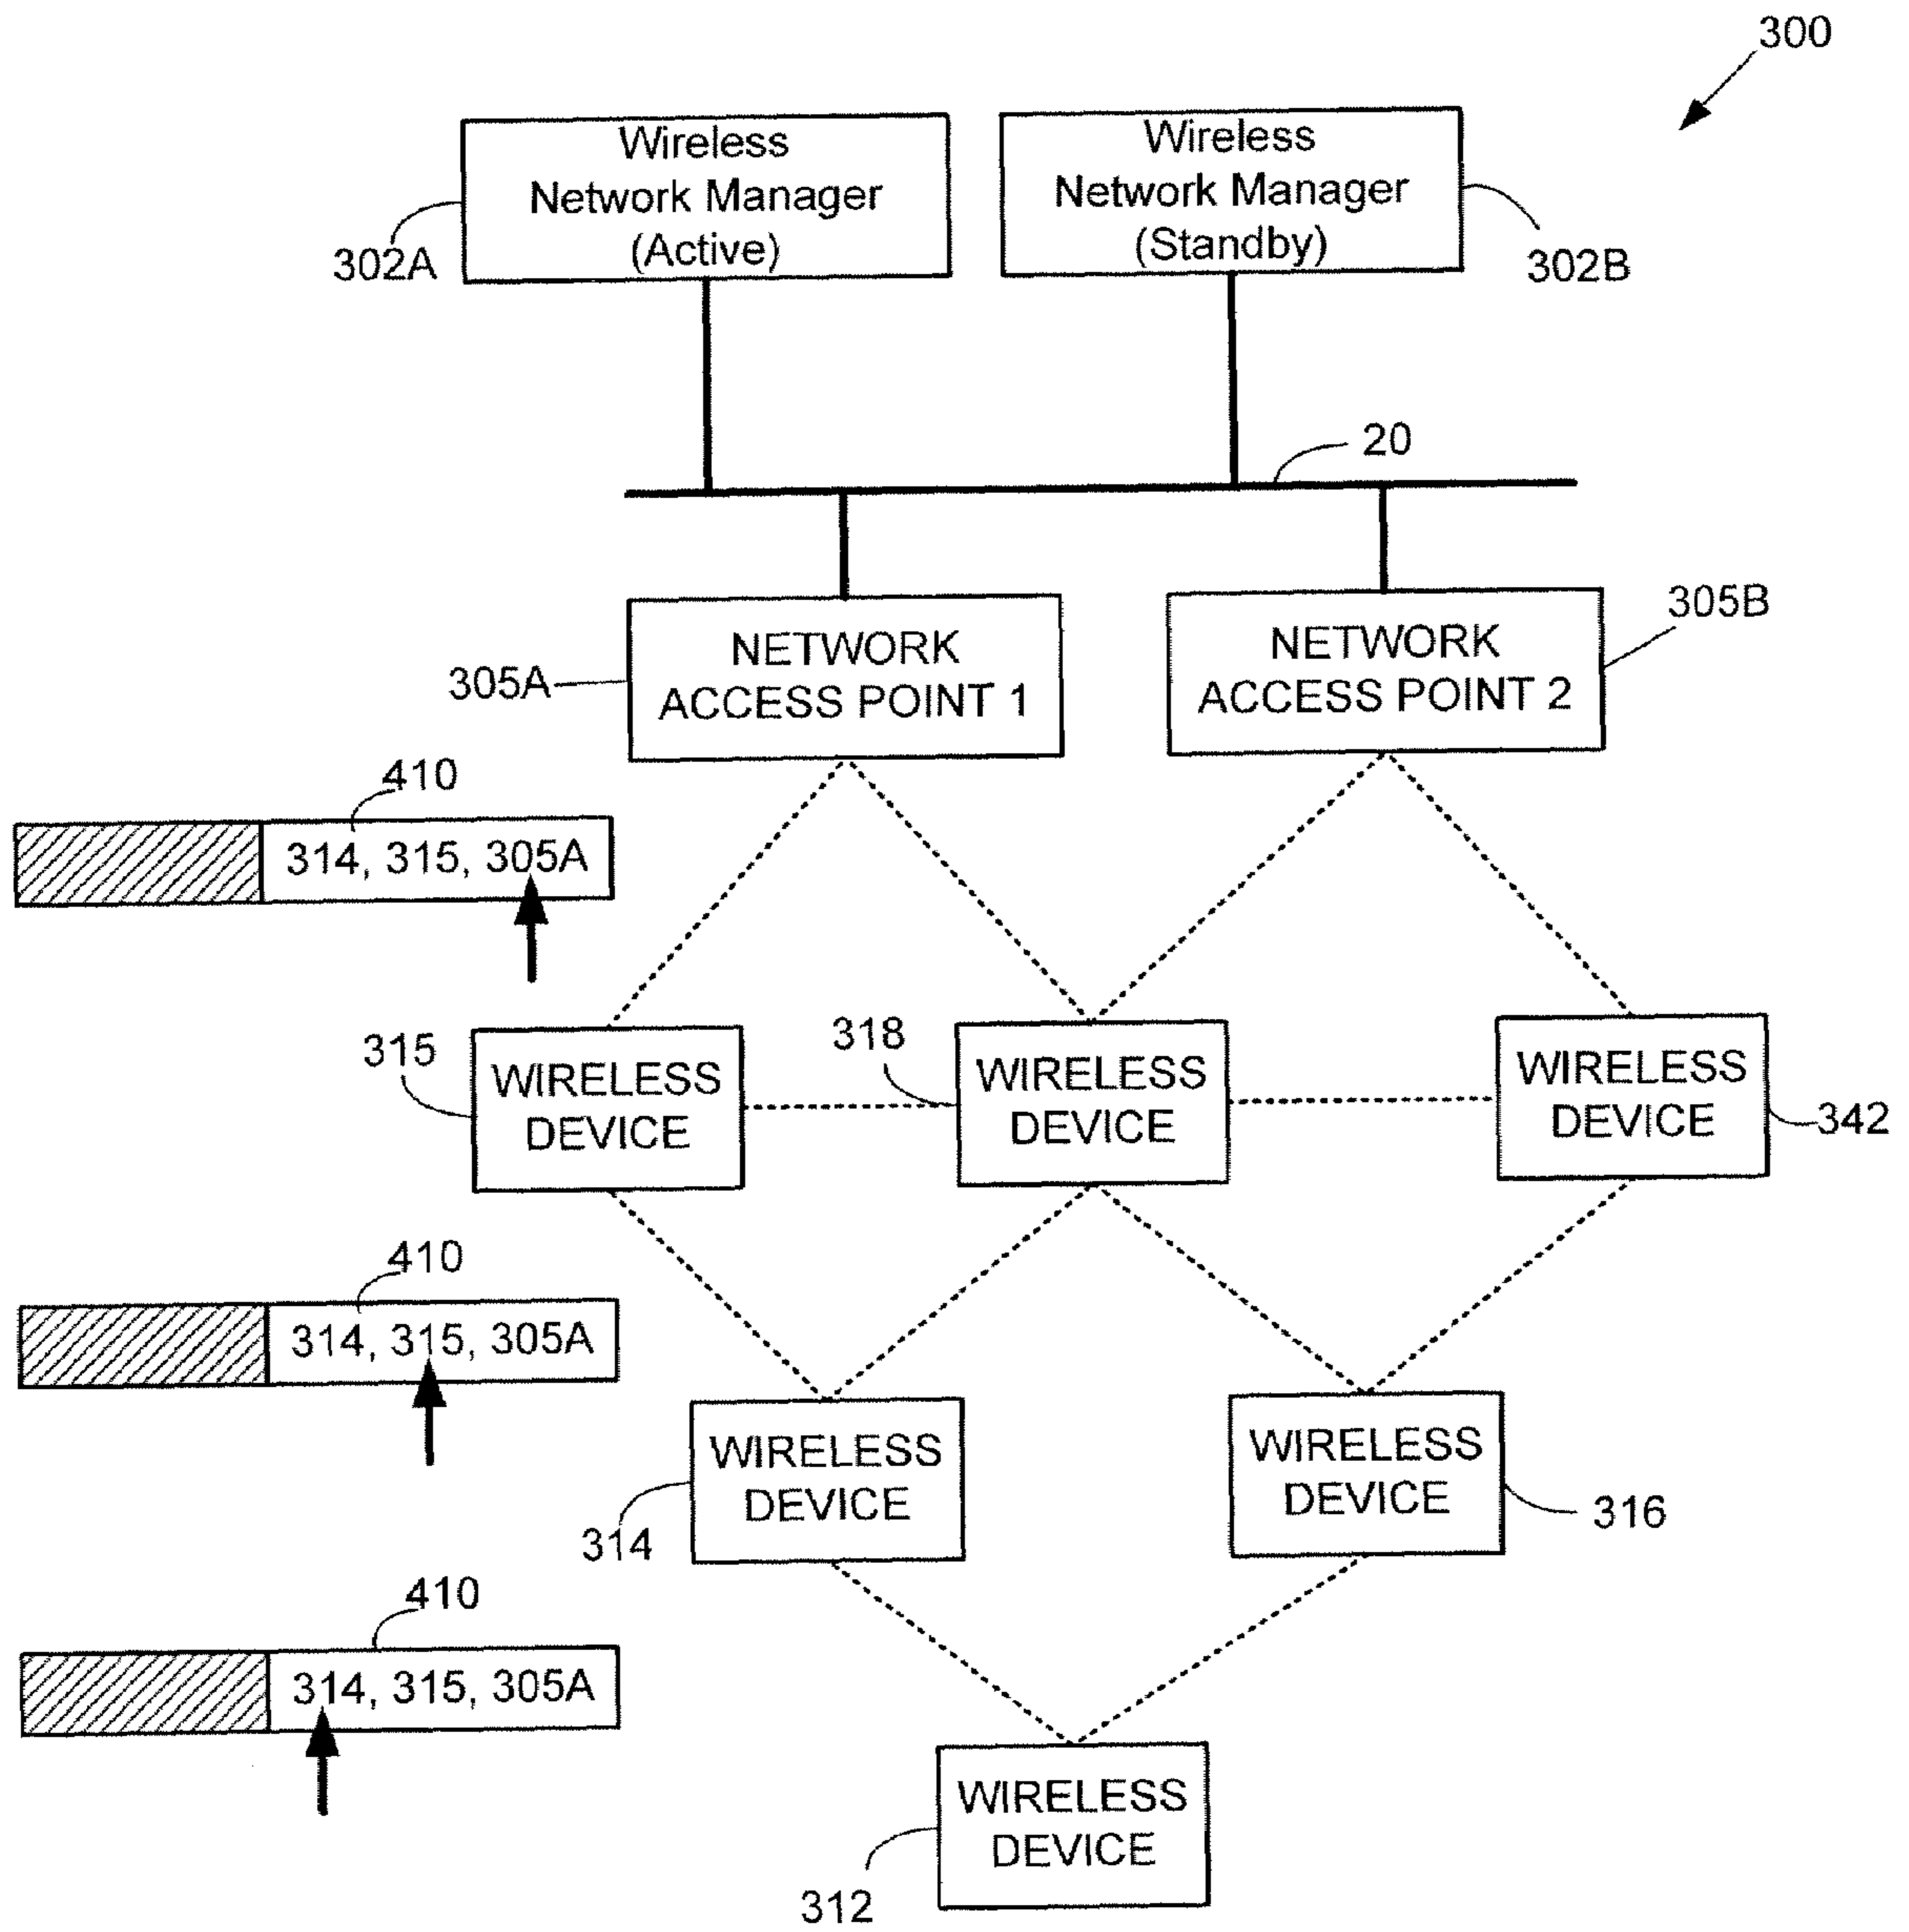 300
Wireless
Network Manager
(Active)
Wireless
Network Manager
(Standby)
302A
302B
20
NETWORK
ACCESS POINT 1
NETWORK
ACCESS POINT 2
305A
305B
410
314, 315, 305A
315
WIRELESS
DEVICE
318
WIRELESS
DEVICE
WIRELESS
DEVICE
342
410
314, 315, 305A
WIRELESS
DEVICE
314
WIRELESS
DEVICE
316
410
314, 315, 305A
WIRELESS
DEVICE
312